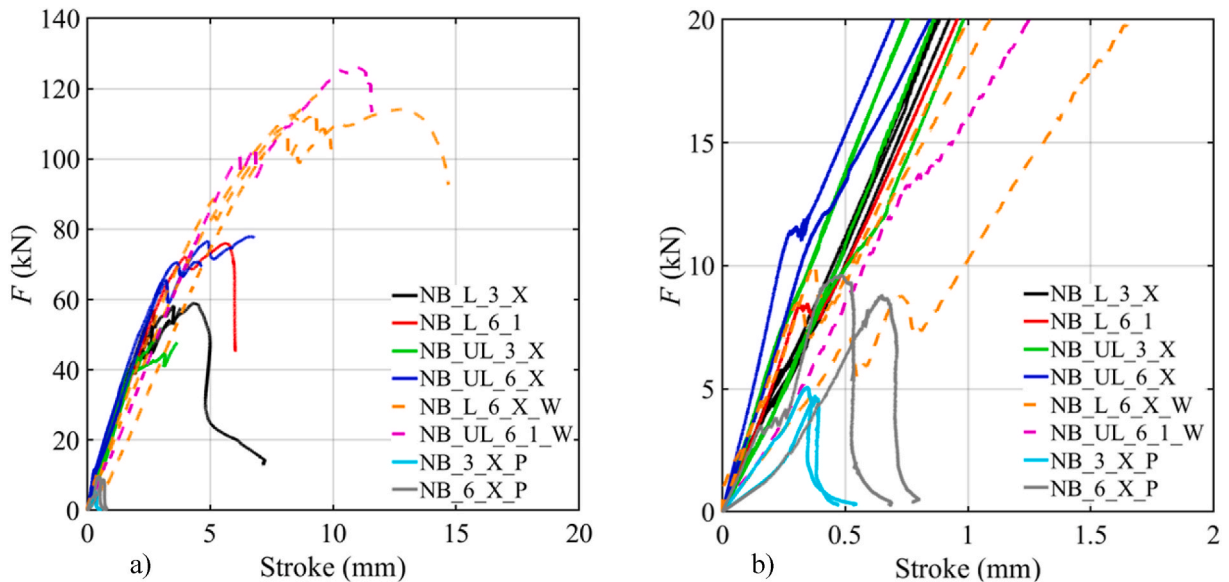 140
120
100
80
60
40
20
0
F (kN)
NB_L_3_X
NB_L_6_1
NB_UL_3_X
NB_UL_6_X
NB_L_6_X_W
NB_UL_6_1_W
NB_3_X_P
NB_6_X_P
0 5 10 15 20
a) Stroke (mm)
20
15
10
5
0
F (kN)
NB_L_3_X
NB_L_6_1
NB_UL_3_X
NB_UL_6_X
NB_L_6_X_W
NB_UL_6_1_W
NB_3_X_P
NB_6_X_P
0 0.5 1 1.5 2
b) Stroke (mm)